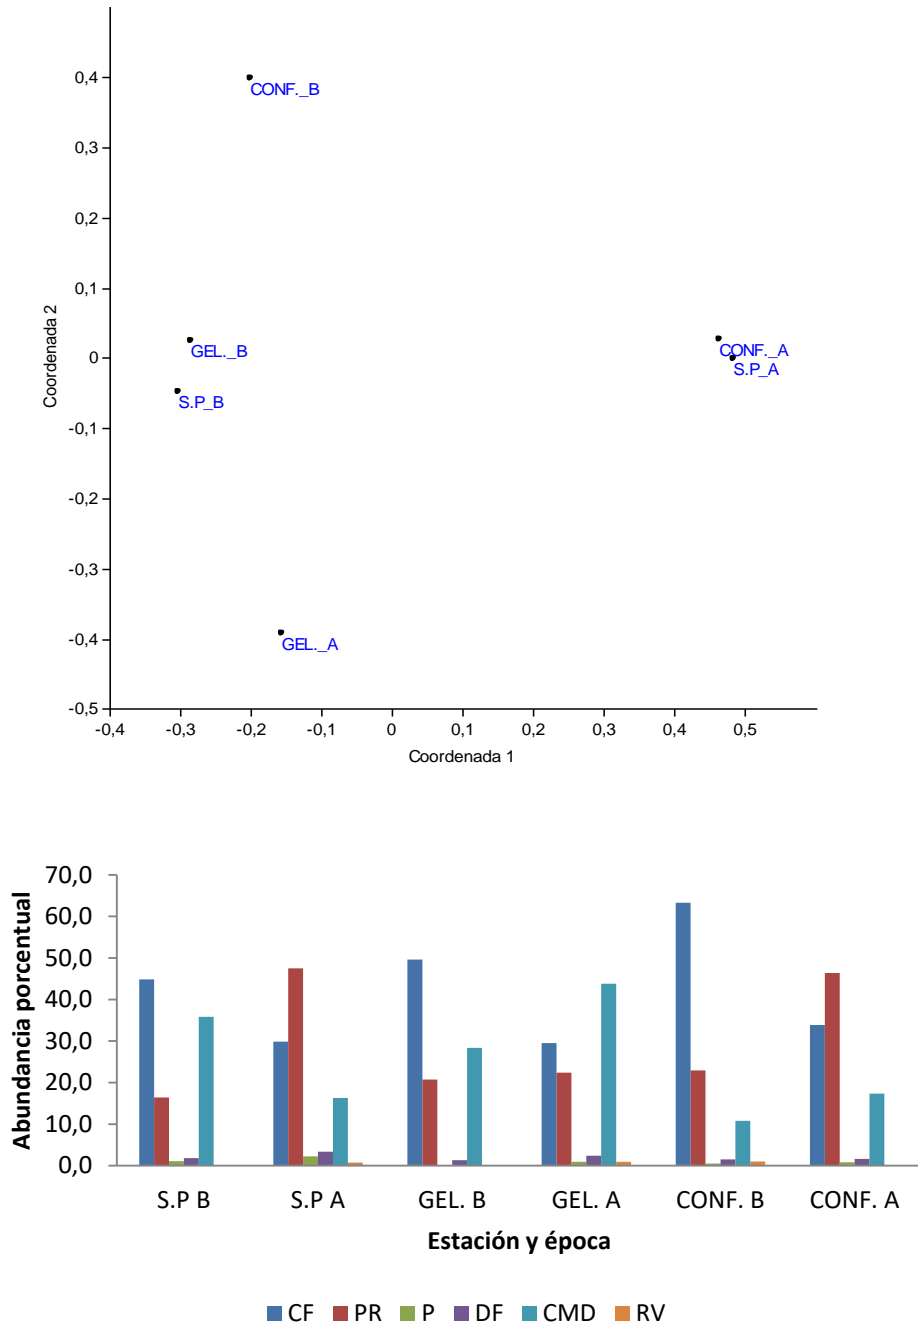 0,4
CONF._B
0,3
0,2
0,1
Coordenada 2
GEL._B
CONF._A
0
S.P_A
S.P_B
-0,1
-0,2
-0,3
-0,4
GEL._A
-0,5
-0,4 -0,3 -0,2 -0,1 0 0,1 0,2 0,3 0,4 0,5
Coordenada 1
Abundancia porcentual
70,0
60,0
50,0
40,0
30,0
20,0
10,0
0,0
S.P B S.P A GEL. B GEL. A CONF. B CONF. A
Estación y época
CF PR P DF CMD RV